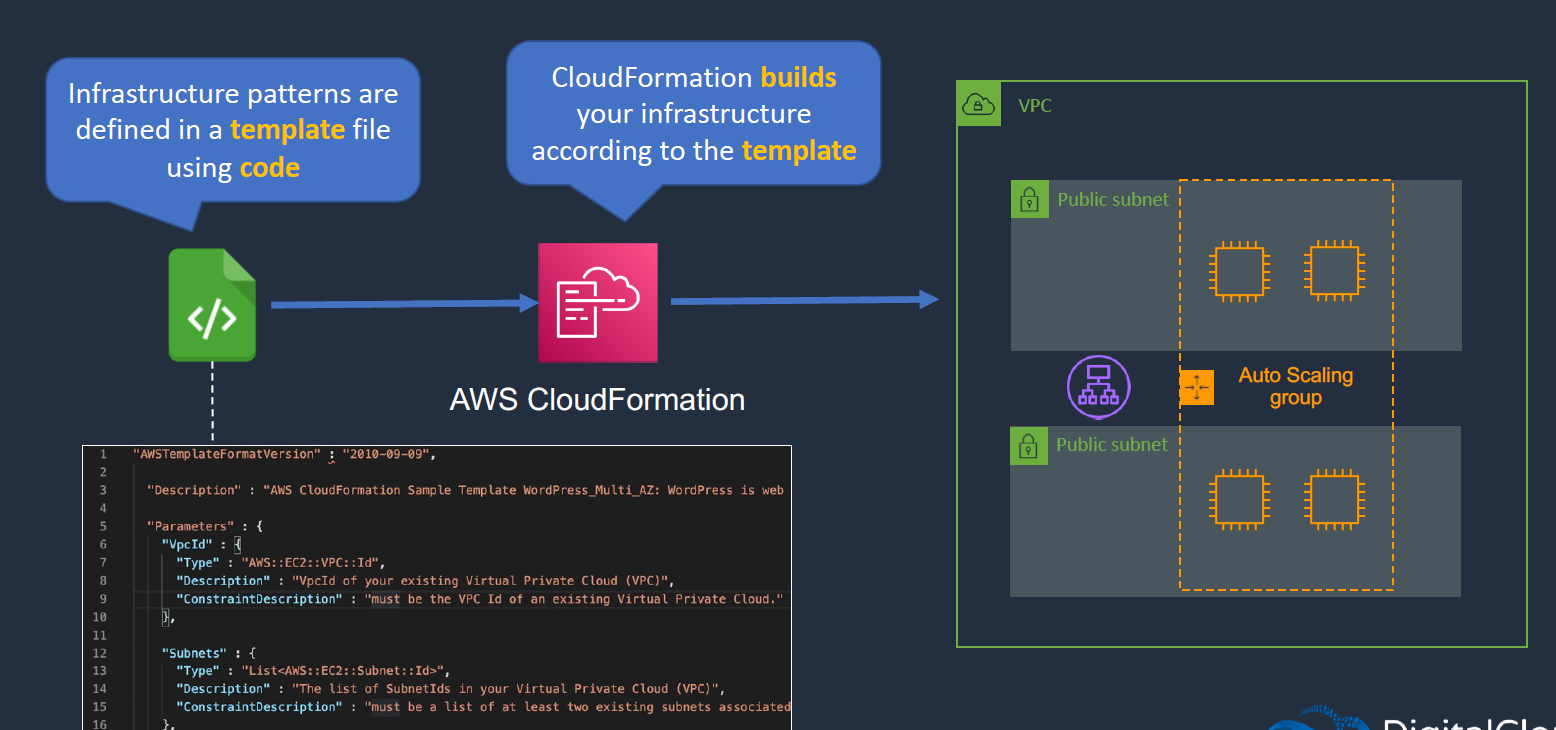 Infrastructure patterns are
defined in a template file
using code
CloudFormation builds
your infrastructure
according to the template
</>
AWS CloudFormation
VPC
Public subnet
Auto Scaling
group
Public subnet
1 "AWSTemplateFormatVersion" : "2010-09-09",
2
3 "Description" : "AWS CloudFormation Sample Template WordPress_Multi_AZ: WordPress is web
4
5 "Parameters" : {
6 "VpcId" : {
7 "Type" : "AWS::EC2::VPC::Id",
8 "Description" : "VpcId of your existing Virtual Private Cloud (VPC)",
9 "ConstraintDescription" : "must be the VPC Id of an existing Virtual Private Cloud."
10 },
11
12 "Subnets" : {
13 "Type" : "List<AWS::EC2::Subnet::Id>",
14 "Description" : "The list of SubnetIds in your Virtual Private Cloud (VPC)",
15 "ConstraintDescription" : "must be a list of at least two existing subnets associated
16 },
DigitalClo